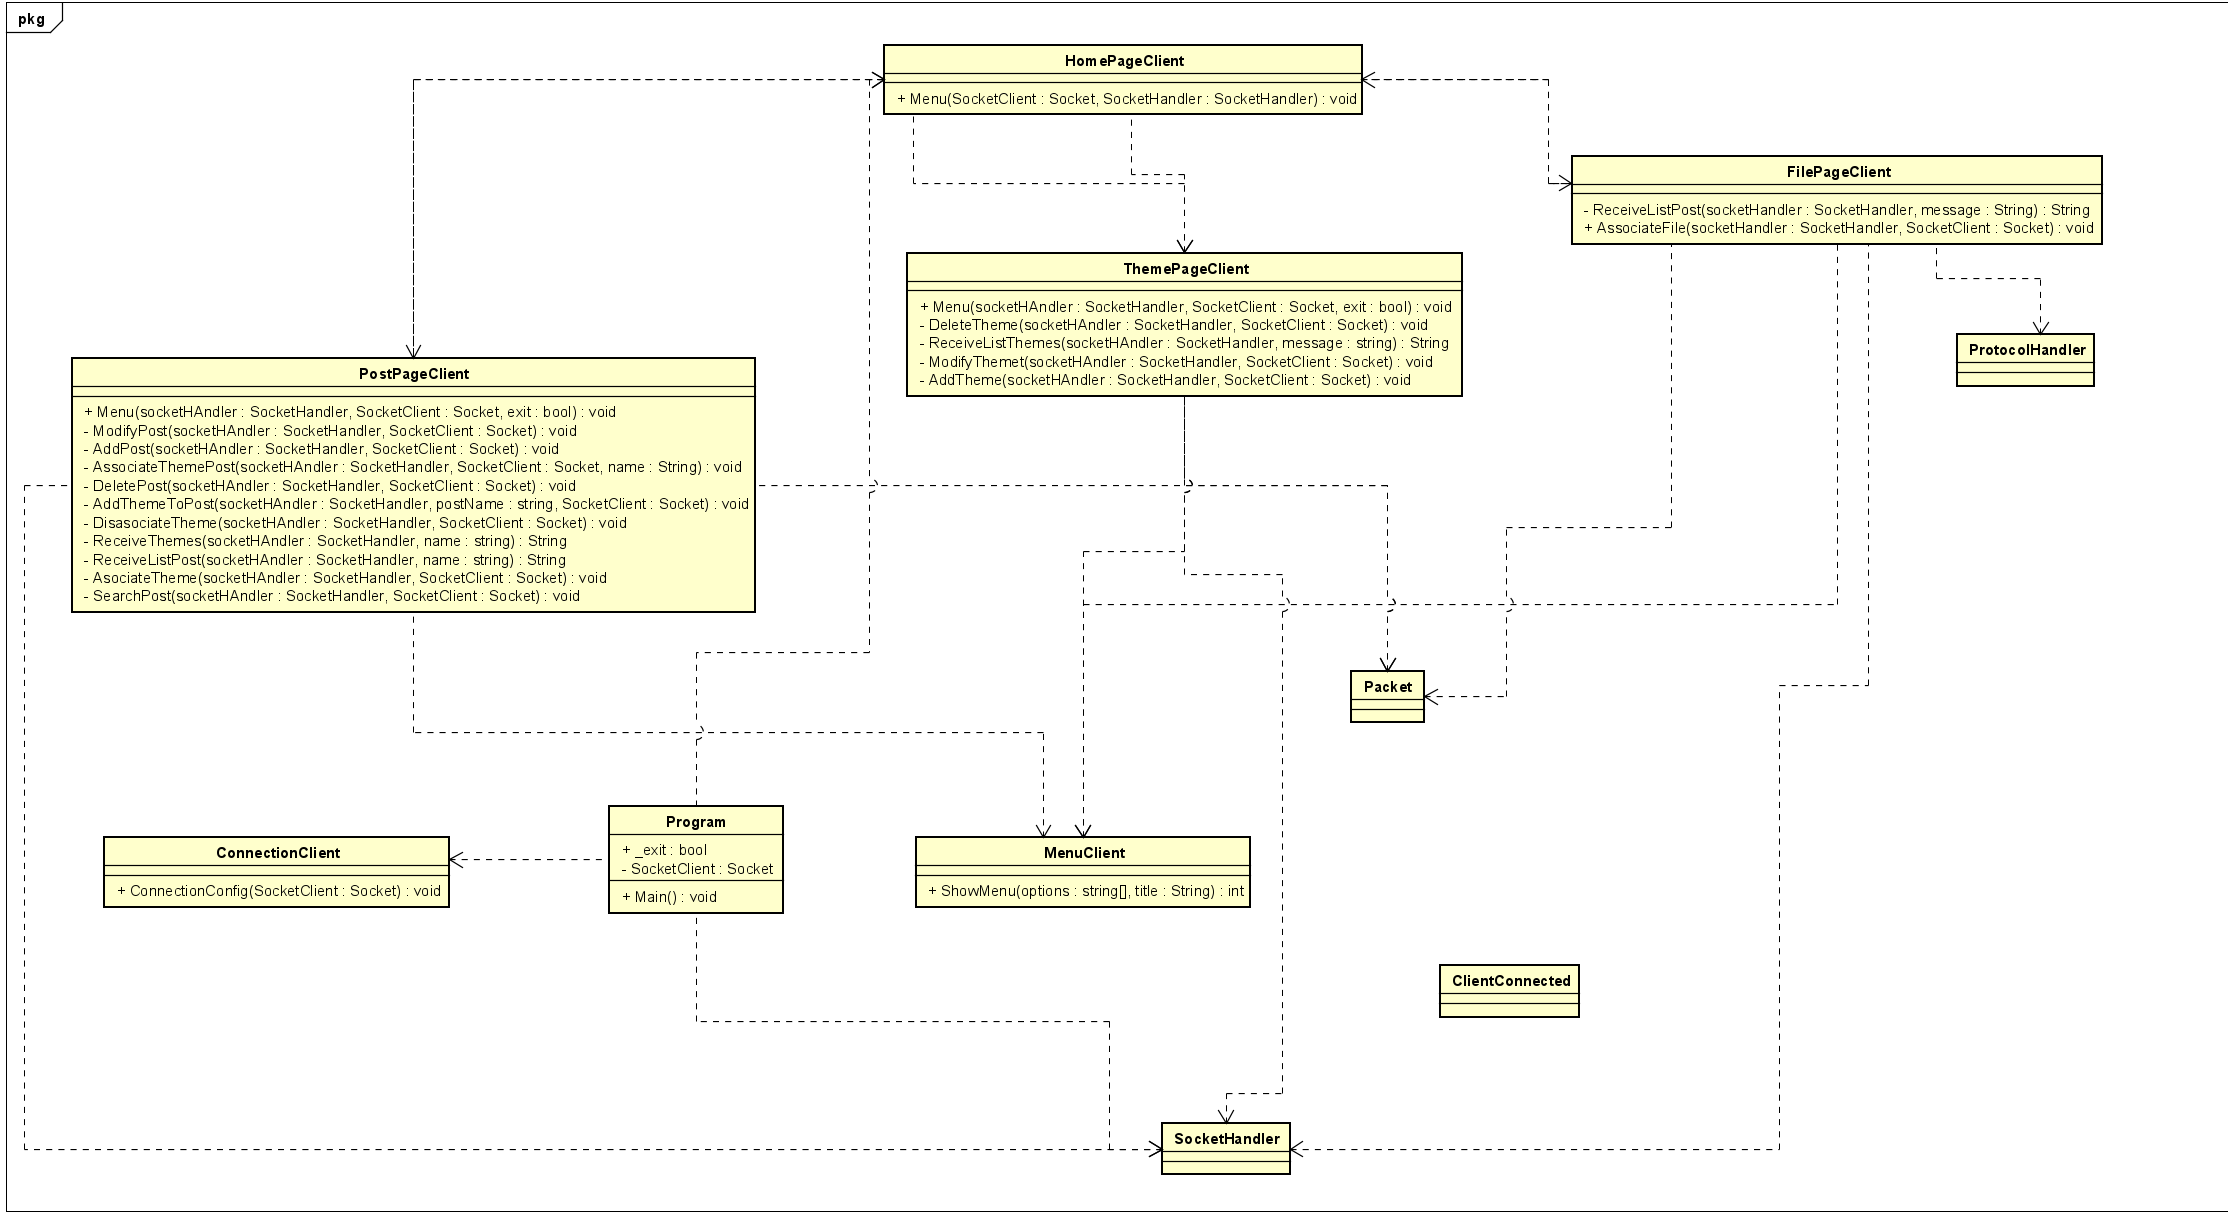 pkg
HomePageClient
+ Menu(SocketClient : Socket, SocketHandler : SocketHandler) : void
FilePageClient
- ReceiveListPost(socketHandler : SocketHandler, message : String) : String
+ AssociateFile(socketHandler : SocketHandler, SocketClient : Socket) : void
ThemePageClient
+ Menu(socketHAndler : SocketHandler, SocketClient : Socket, exit : bool) : void
- DeleteTheme(socketHAndler : SocketHandler, SocketClient : Socket) : void
- ReceiveListThemes(socketHAndler : SocketHandler, message : string) : String
- ModifyThemet(socketHAndler : SocketHandler, SocketClient : Socket) : void
- AddTheme(socketHAndler : SocketHandler, SocketClient : Socket) : void
ProtocolHandler
PostPageClient
+ Menu(socketHAndler : SocketHandler, SocketClient : Socket, exit : bool) : void
- ModifyPost(socketHAndler : SocketHandler, SocketClient : Socket) : void
- AddPost(socketHAndler : SocketHandler, SocketClient : Socket) : void
- AssociateThemePost(socketHAndler : SocketHandler, SocketClient : Socket, name : String) : void
- DeletePost(socketHAndler : SocketHandler, SocketClient : Socket) : void
- AddThemeToPost(socketHAndler : SocketHandler, postName : string, SocketClient : Socket) : void
- DisasociateTheme(socketHAndler : SocketHandler, SocketClient : Socket) : void
- ReceiveThemes(socketHAndler : SocketHandler, name : string) : String
- ReceiveListPost(socketHAndler : SocketHandler, name : string) : String
- AsociateTheme(socketHAndler : SocketHandler, SocketClient : Socket) : void
- SearchPost(socketHAndler : SocketHandler, SocketClient : Socket) : void
Packet
Program
+ _exit : bool
- SocketClient : Socket
+ Main() : void
ConnectionClient
+ ConnectionConfig(SocketClient : Socket) : void
MenuClient
+ ShowMenu(options : string[], title : String) : int
ClientConnected
SocketHandler